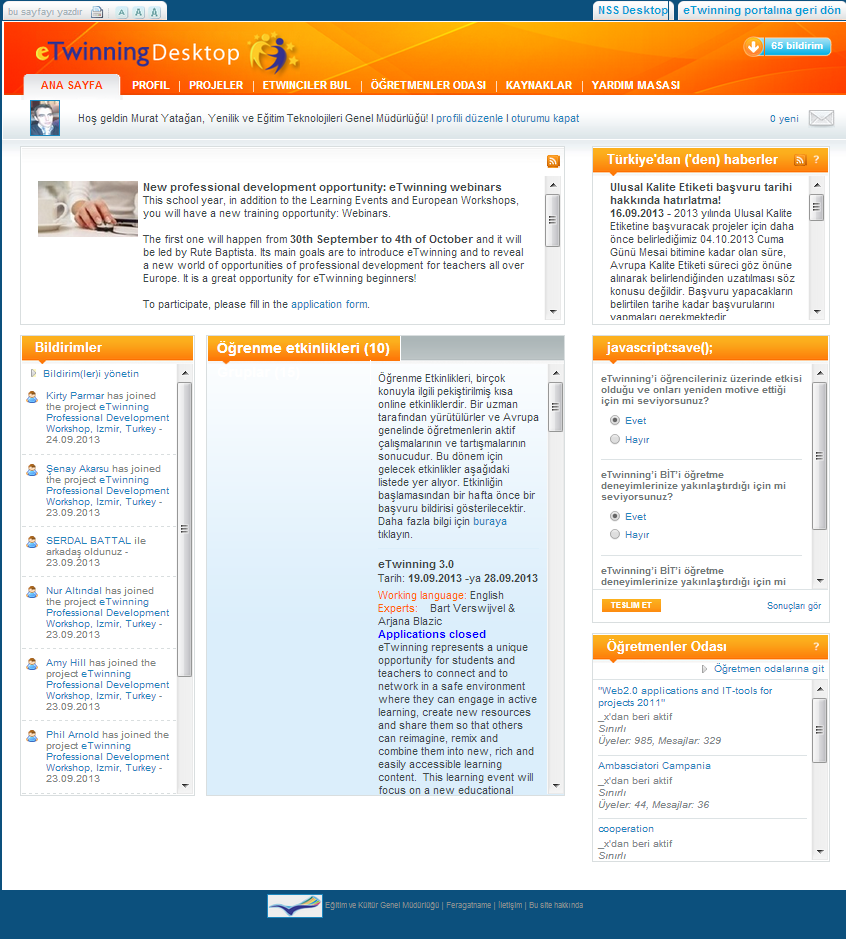 bu sayfayı yazdır A A A
NSS Desktop
eTwinning portalına geri dön
eTwinningDesktop
65 bildirim
ANA SAYFA PROFIL PROJELER ETWINCILER BUL ÖĞRETMENLER ODASI KAYNAKLAR YARDIM MASASI
Hoş geldin Murat Yatağan, Yenilik ve Eğitim Teknolojileri Genel Müdürlüğü! I profili düzenle I oturumu kapat
0 yeni
New professional development opportunity: eTwinning webinars
This school year, in addition to the Learning Events and European Workshops,
you will have a new training opportunity: Webinars.
The first one will happen from 30th September to 4th of October and it will
be led by Rute Baptista. Its main goals are to introduce eTwinning and to reveal
a new world of opportunities of professional development for teachers all over
Europe. It is a great opportunity for eTwinning beginners!
To participate, please fill in the application form.
Türkiye'dan ('den) haberler ?
Ulusal Kalite Etiketi başvuru tarihi
hakkında hatırlatma!
16.09.2013 - 2013 yılında Ulusal Kalite
Etiketine başvuracak projeler için daha
önce belirlediğimiz 04.10.2013 Cuma
Günü Mesai bitimine kadar olan süre,
Avrupa Kalite Etiketi süreci göz önüne
alınarak belirlendiğinden uzatılması söz
konusu değildir. Başvuru yapacakların
belirtilen tarihe kadar başvurularını
yapmaları gerekmektedir
Bildirimler
Bildirim(ler)i yönetin
Kirty Parmar has joined
the project eTwinning
Professional Development
Workshop, Izmir, Turkey -
24.09.2013
Şenay Akarsu has joined
the project eTwinning
Professional Development
Workshop, Izmir, Turkey -
23.09.2013
SERDAL BATTAL ile
arkadaş oldunuz -
23.09.2013
Nur Altındal has joined
the project eTwinning
Professional Development
Workshop, Izmir, Turkey -
23.09.2013
Amy Hill has joined the
project eTwinning
Professional Development
Workshop, Izmir, Turkey -
23.09.2013
Phil Arnold has joined the
project eTwinning
Professional Development
Workshop, Izmir, Turkey -
23.09.2013
Öğrenme etkinlikleri (10)
Öğrenme Etkinlikleri, birçok
konuyla ilgili pekiştirilmiş kısa
online etkinliklerdir. Bir uzman
tarafından yürütülürler ve Avrupa
genelinde öğretmenlerin aktif
çalışmalarının ve tartışmalarının
sonucudur. Bu dönem için
gelecek etkinlikler aşağıdaki
listede yer alıyor. Etkinliğin
başlamasından bir hafta önce bir
başvuru bildirisi gösterilecektir.
Daha fazla bilgi için buraya
tıklayın.
eTwinning 3.0
Tarih: 19.09.2013 -ya 28.09.2013
Working language: English
Experts: Bart Verswijvel &
Arjana Blazic
Applications closed
eTwinning represents a unique
opportunity for students and
teachers to connect and to
network in a safe environment
where they can engage in active
learning, create new resources
and share them so that others
can reimagine, remix and
combine them into new, rich and
easily accessible learning
content. This learning event will
focus on a new educational
javascript:save();
eTwinning'i öğrencileriniz üzerinde etkisi
olduğu ve onları yeniden motive ettiği
için mi seviyorsunuz?
Evet
Hayır
eTwinning'i BİT'i öğretme
deneyimlerinize yakınlaştırdığı için mi
seviyorsunuz?
Evet
Hayır
eTwinning'i BİT'i öğretme
deneyimlerinize yakınlaştırdığı için mi
TESLIM ET
Sonuçları gör
Öğretmenler Odası ?
Öğretmen odalarına git
"Web2.0 applications and IT-tools for
projects 2011"
_x'dan beri aktif
Sınırlı
Üyeler: 985, Mesajlar: 329
Ambasciatori Campania
_x'dan beri aktif
Sınırlı
Üyeler: 44, Mesajlar: 36
cooperation
_x'dan beri aktif
Sınırlı
Eğitim ve Kültür Genel Müdürlüğü | Feragatname | İletişim | Bu site hakkında